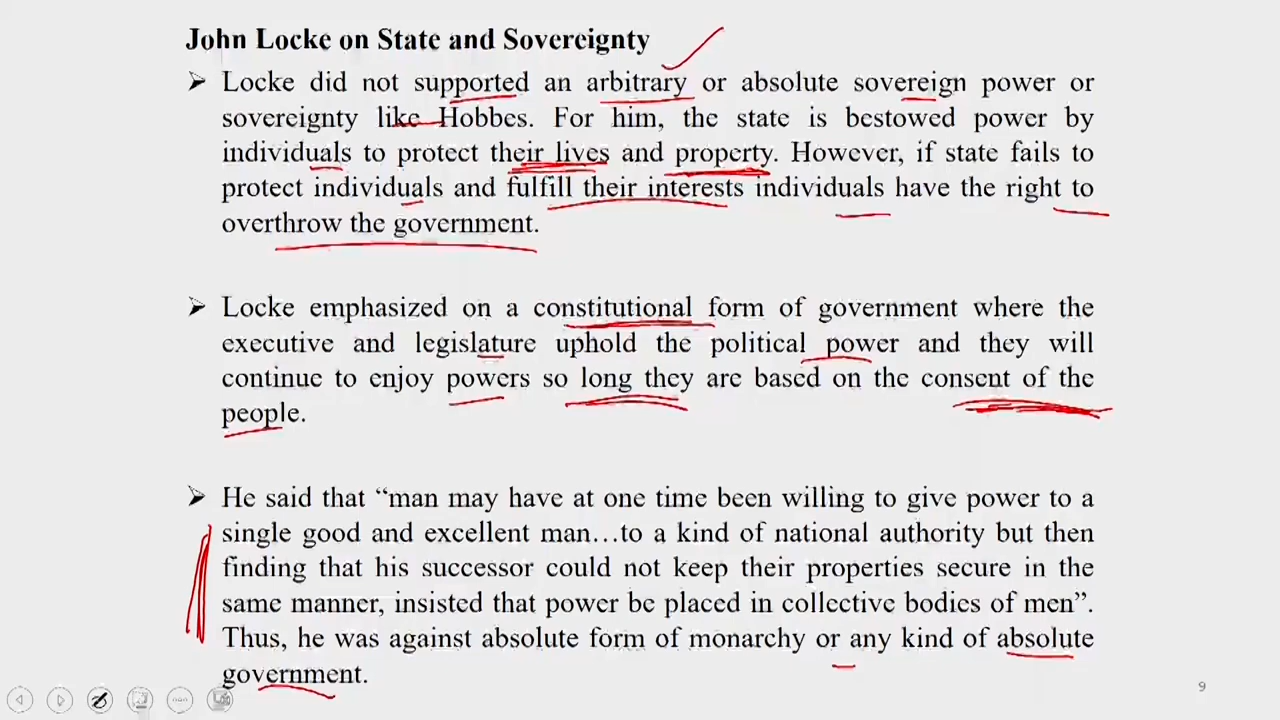 John Locke on State and Sovereignty
➢ Locke did not supported an arbitrary or absolute sovereign power or
sovereignty like Hobbes. For him, the state is bestowed power by
individuals to protect their lives and property. However, if state fails to
protect individuals and fulfill their interests individuals have the right to
overthrow the government.
➢ Locke emphasized on a constitutional form of government where the
executive and legislature uphold the political power and they will
continue to enjoy powers so long they are based on the consent of the
people.
➢ He said that “man may have at one time been willing to give power to a
single good and excellent man…to a kind of national authority but then
finding that his successor could not keep their properties secure in the
same manner, insisted that power be placed in collective bodies of men”.
Thus, he was against absolute form of monarchy or any kind of absolute
government.
9